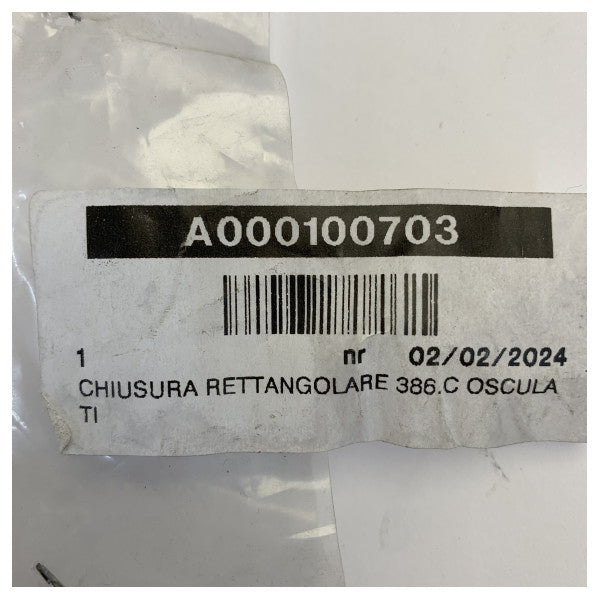 A000100703
1 nr 02/02/2024
CHIUSURA RETTANGOLARE 386.C OSCULA
TI